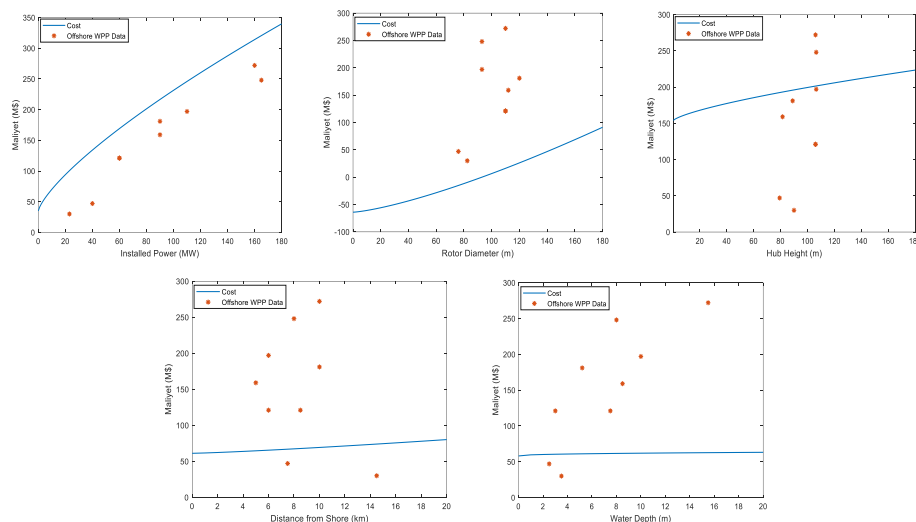 350
300
250
200
150
100
50
0
Maliyet (M$)
Cost
Offshore WPP Data
0 20 40 60 80 100 120 140 160 180
Installed Power (MW)
300
250
200
150
100
50
0
-50
-100
Maliyet (M$)
Cost
Offshore WPP Data
0 20 40 60 80 100 120 140 160 180
Rotor Diameter (m)
300
250
200
150
100
50
0
Maliyet (M$)
Cost
Offshore WPP Data
20 40 60 80 100 120 140 160 180
Hub Height (m)
300
250
200
150
100
50
0
Maliyet (M$)
Cost
Offshore WPP Data
0 2 4 6 8 10 12 14 16 18 20
Distance from Shore (km)
300
250
200
150
100
50
0
Maliyet (M$)
Cost
Offshore WPP Data
0 2 4 6 8 10 12 14 16 18 20
Water Depth (m)